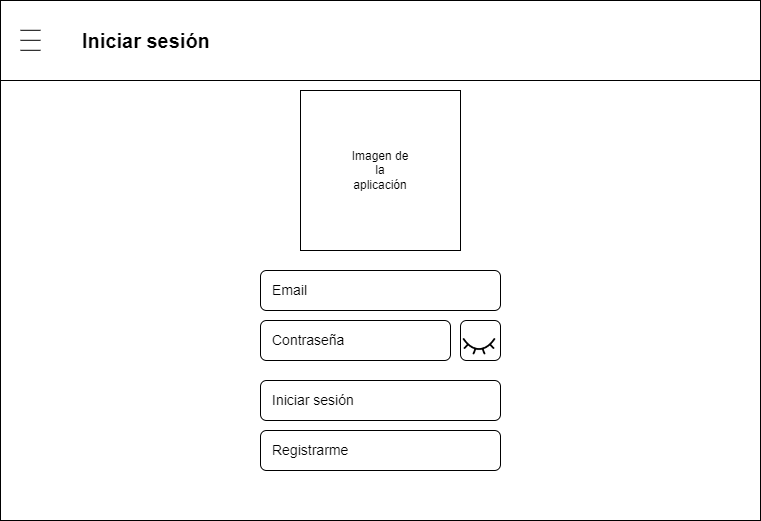 Iniciar sesión
Imagen de
la
aplicación
Email
Contraseña
Iniciar sesión
Registrarme